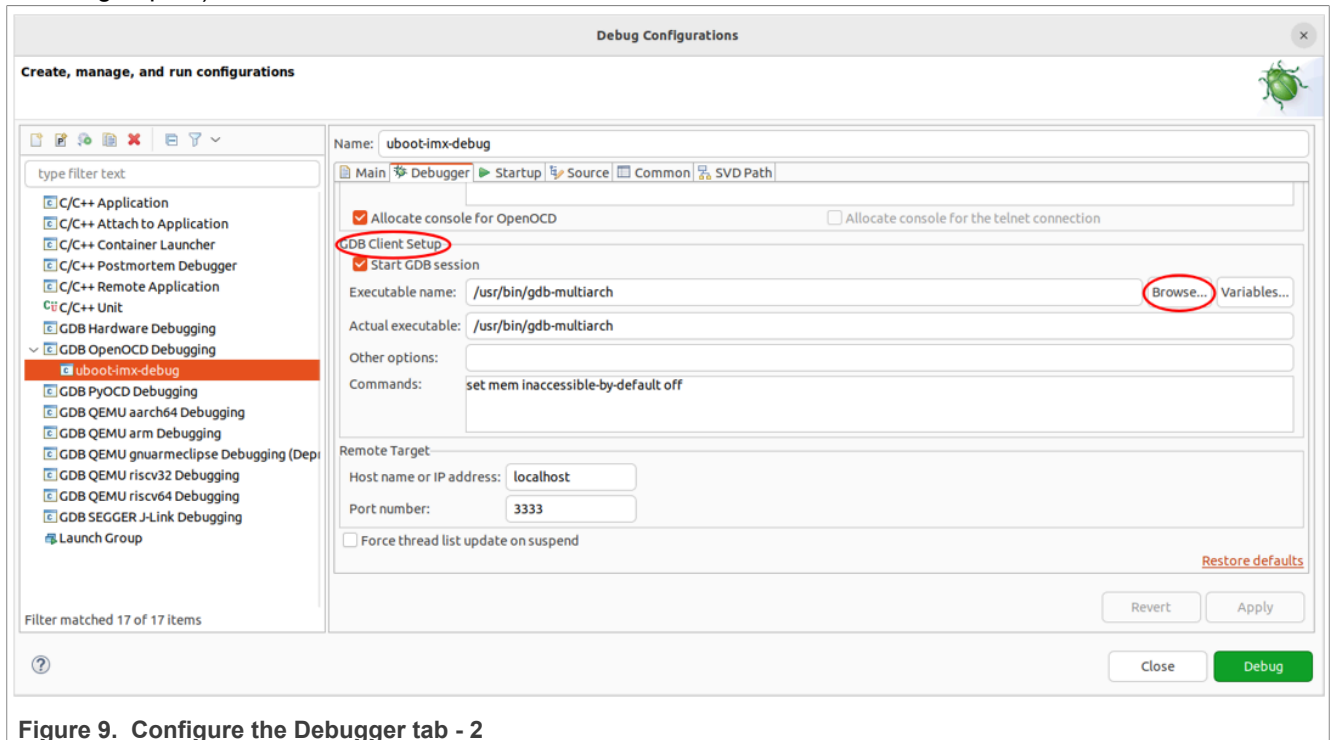 Debug Configurations
Create, manage, and run configurations
type filter text
C/C++ Application
C/C++ Attach to Application
C/C++ Container Launcher
C/C++ Postmortem Debugger
C/C++ Remote Application
C/C++ Unit
GDB Hardware Debugging
GDB OpenOCD Debugging
uboot-imx-debug
GDB PyOCD Debugging
GDB QEMU aarch64 Debugging
GDB QEMU arm Debugging
GDB QEMU gnuarmeclipse Debugging (Depr
GDB QEMU riscv32 Debugging
GDB QEMU riscv64 Debugging
GDB SEGGER J-Link Debugging
Launch Group
Filter matched 17 of 17 items
Name: uboot-imx-debug
Main Debugger Startup Source Common SVD Path
Allocate console for OpenOCD Allocate console for the telnet connection
GDB Client Setup
Start GDB session
Executable name: /usr/bin/gdb-multiarch Browse... Variables...
Actual executable: /usr/bin/gdb-multiarch
Other options:
Commands: set mem inaccessible-by-default off
Remote Target
Host name or IP address: localhost
Port number: 3333
Force thread list update on suspend
Restore defaults
Revert Apply
Close Debug
Figure 9. Configure the Debugger tab - 2